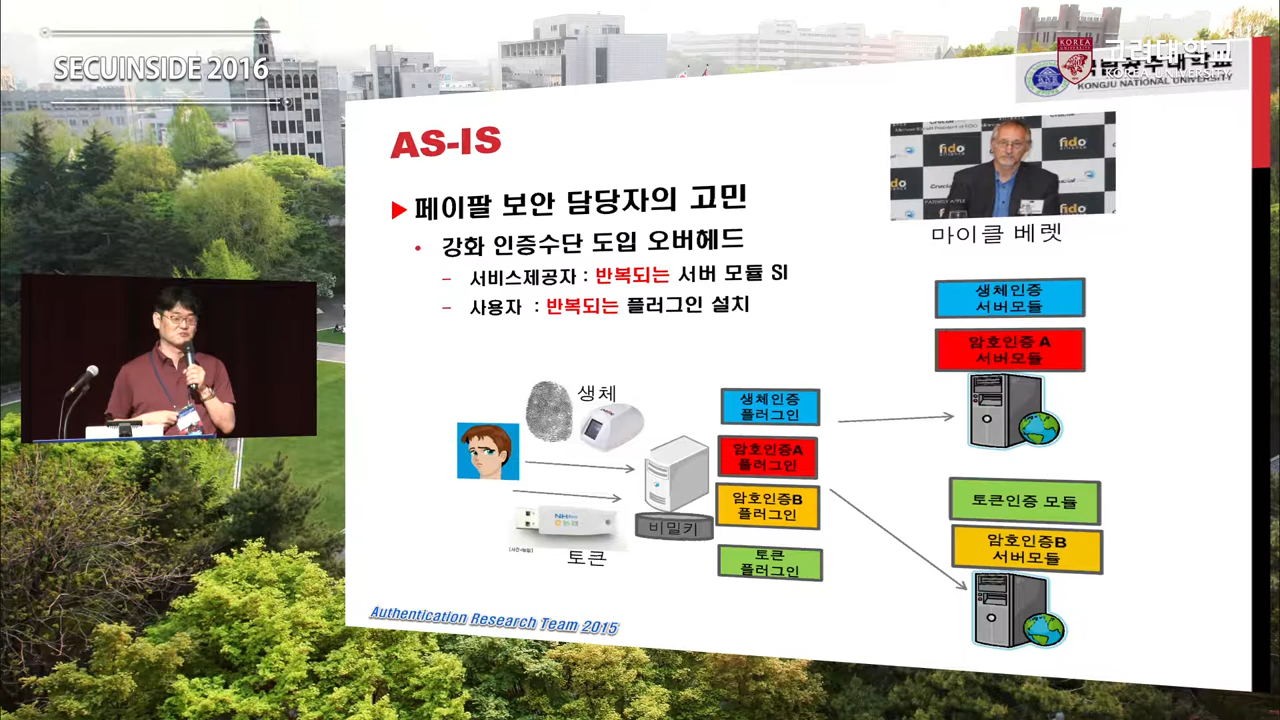 SECUINSIDE 2016
고려대학교
KOREA UNIVERSITY
KONGJU NATIONAL UNIVERSITY
AS-IS
페이팔 보안 담당자의 고민
• 강화 인증수단 도입 오버헤드
– 서비스제공자 : 반복되는 서버 모듈 SI
– 사용자 : 반복되는 플러그인 설치
fido
fido
fido
마이클 베렛
생체인증
서버모듈
암호인증 A
서버모듈
생체
생체인증
플러그인
암호인증A
플러그인
암호인증B
플러그인
토큰
플러그인
비밀키
토큰
토큰인증 모듈
암호인증B
서버모듈
Authentication Research Team 2015